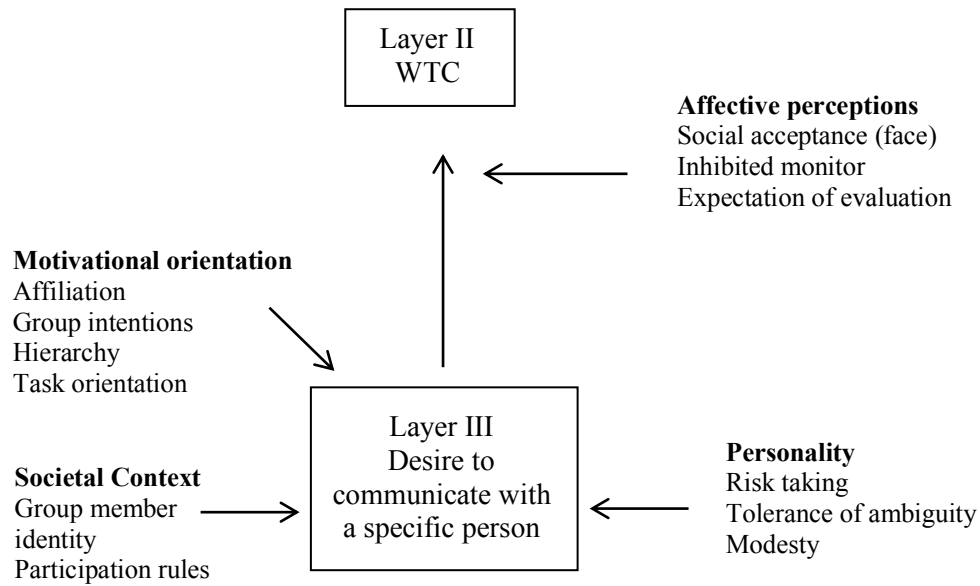 Layer II
WTC
Affective perceptions
Social acceptance (face)
Inhibited monitor
Expectation of evaluation
Motivational orientation
Affiliation
Group intentions
Hierarchy
Task orientation
Layer III
Desire to
communicate with
a specific person
Societal Context
Group member
identity
Participation rules
Personality
Risk taking
Tolerance of ambiguity
Modesty